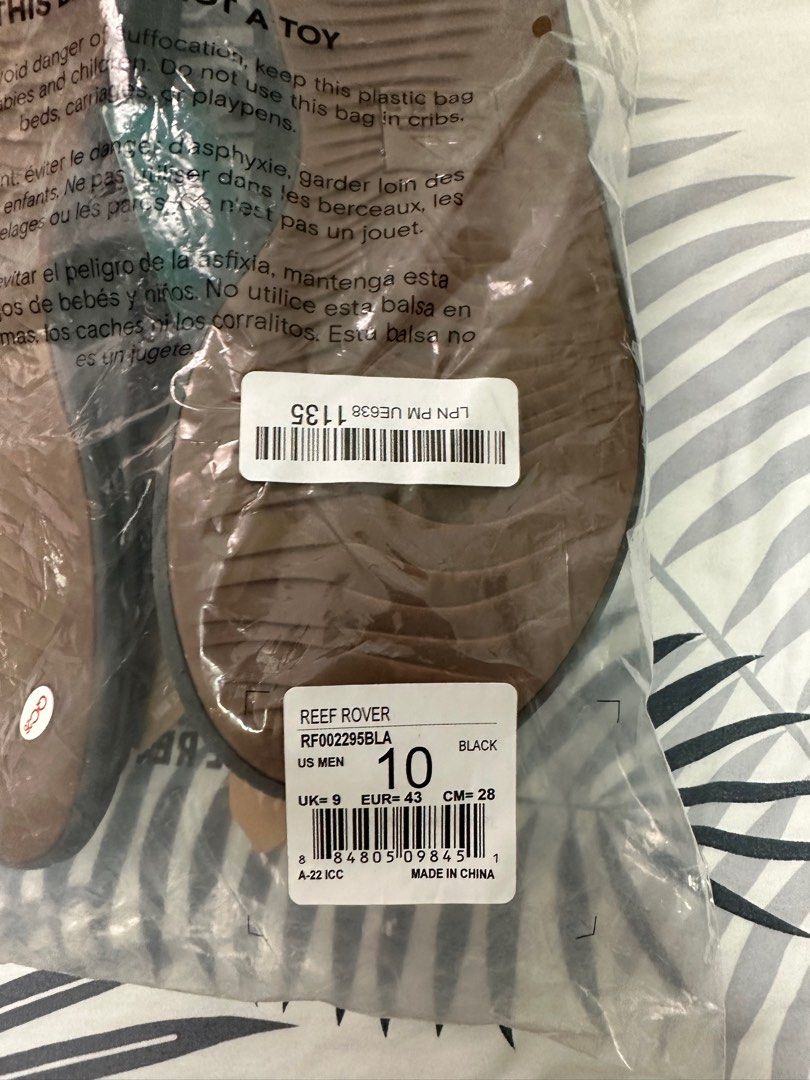 THIS
NOT A TOY
void danger of suffocation, keep this plastic bag
babies and children. Do not use this bag in cribs,
beds, carriages, or playpens.
éviter le danger d'asphyxie, garder loin des
enfants. Ne pas utiliser dans les berceaux, les
ou les parcs. Ce n'est pas un jouet.
evitar el peligro de la asfixia, mantenga esta
de bebés y niños. No utilice esta balsa en
los caches ni los corralitos. Esta balsa no
es un jugete.
LPN PM UE638 1135
QC
REEF ROVER
RF002295BLA
BLACK
US MEN 10
UK= 9 EUR= 43 CM= 28
8 84805 09845 1
A-22 ICC MADE IN CHINA